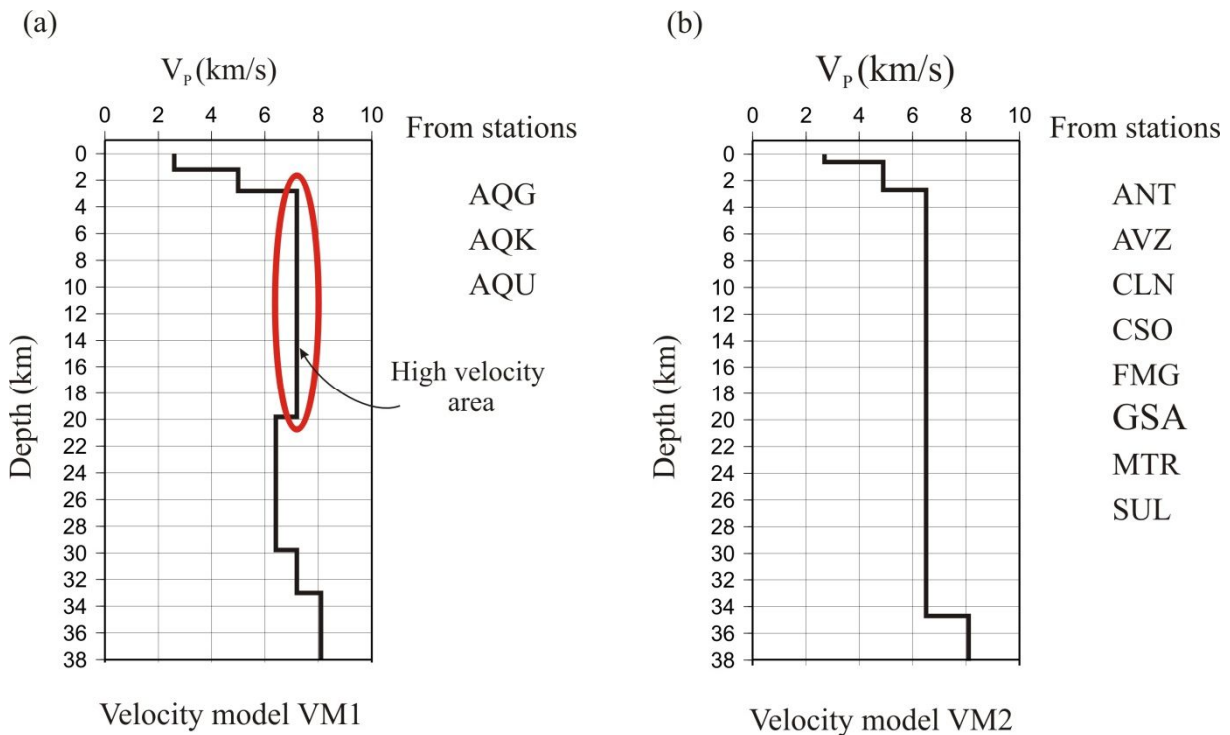 (a)
V_P (km/s)
0 2 4 6 8 10
From stations
0
2
4
6
8
10
12
14
16
18
20
22
24
26
28
30
32
34
36
38
Depth (km)
AQG
AQK
AQU
High velocity
area
Velocity model VM1
(b)
V_P (km/s)
0 2 4 6 8 10
From stations
0
2
4
6
8
10
12
14
16
18
20
22
24
26
28
30
32
34
36
38
Depth (km)
ANT
AVZ
CLN
CSO
FMG
GSA
MTR
SUL
Velocity model VM2